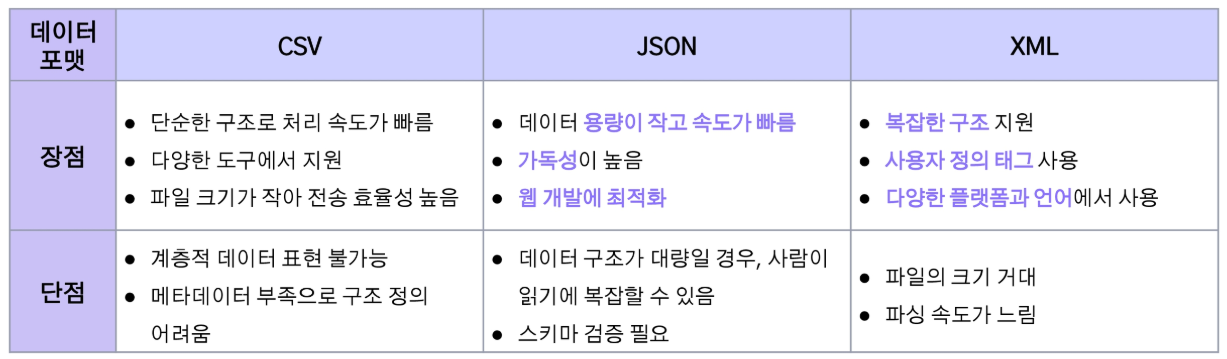 데이터
포맷
CSV
JSON
XML
장점
● 단순한 구조로 처리 속도가 빠름
● 다양한 도구에서 지원
● 파일 크기가 작아 전송 효율성 높음
● 데이터 용량이 작고 속도가 빠름
● 가독성이 높음
● 웹 개발에 최적화
● 복잡한 구조 지원
● 사용자 정의 태그 사용
● 다양한 플랫폼과 언어에서 사용
단점
● 계층적 데이터 표현 불가능
● 메타데이터 부족으로 구조 정의
어려움
● 데이터 구조가 대량일 경우, 사람이
읽기에 복잡할 수 있음
● 스키마 검증 필요
● 파일의 크기 거대
● 파싱 속도가 느림